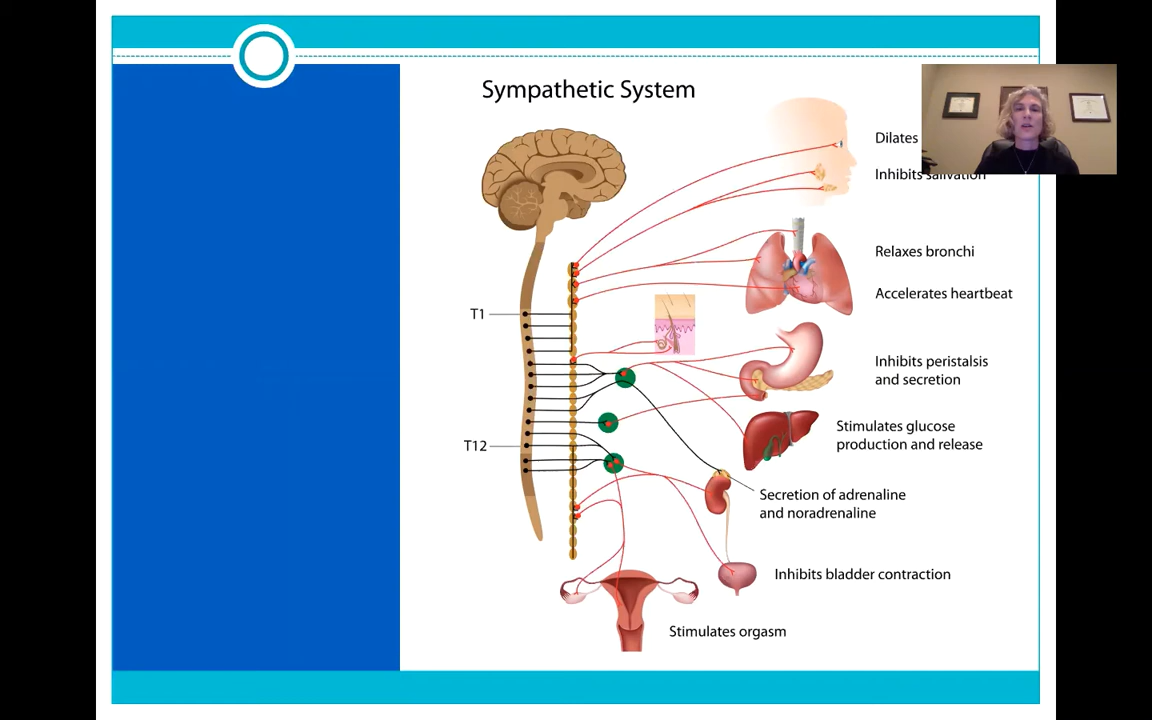 Sympathetic System
Dilates
Inhibits salivation
Relaxes bronchi
Accelerates heartbeat
T1
Inhibits peristalsis
and secretion
Stimulates glucose
production and release
T12
Secretion of adrenaline
and noradrenaline
Inhibits bladder contraction
Stimulates orgasm